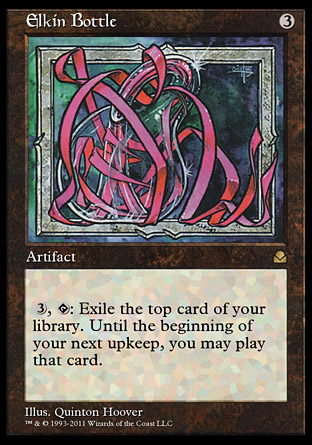 Elkin Bottle 3
Artifact
3, : Exile the top card of your
library. Until the beginning of
your next upkeep, you may play
that card.
Illus. Quinton Hoover
™ & © 1993-2011 Wizards of the Coast LLC